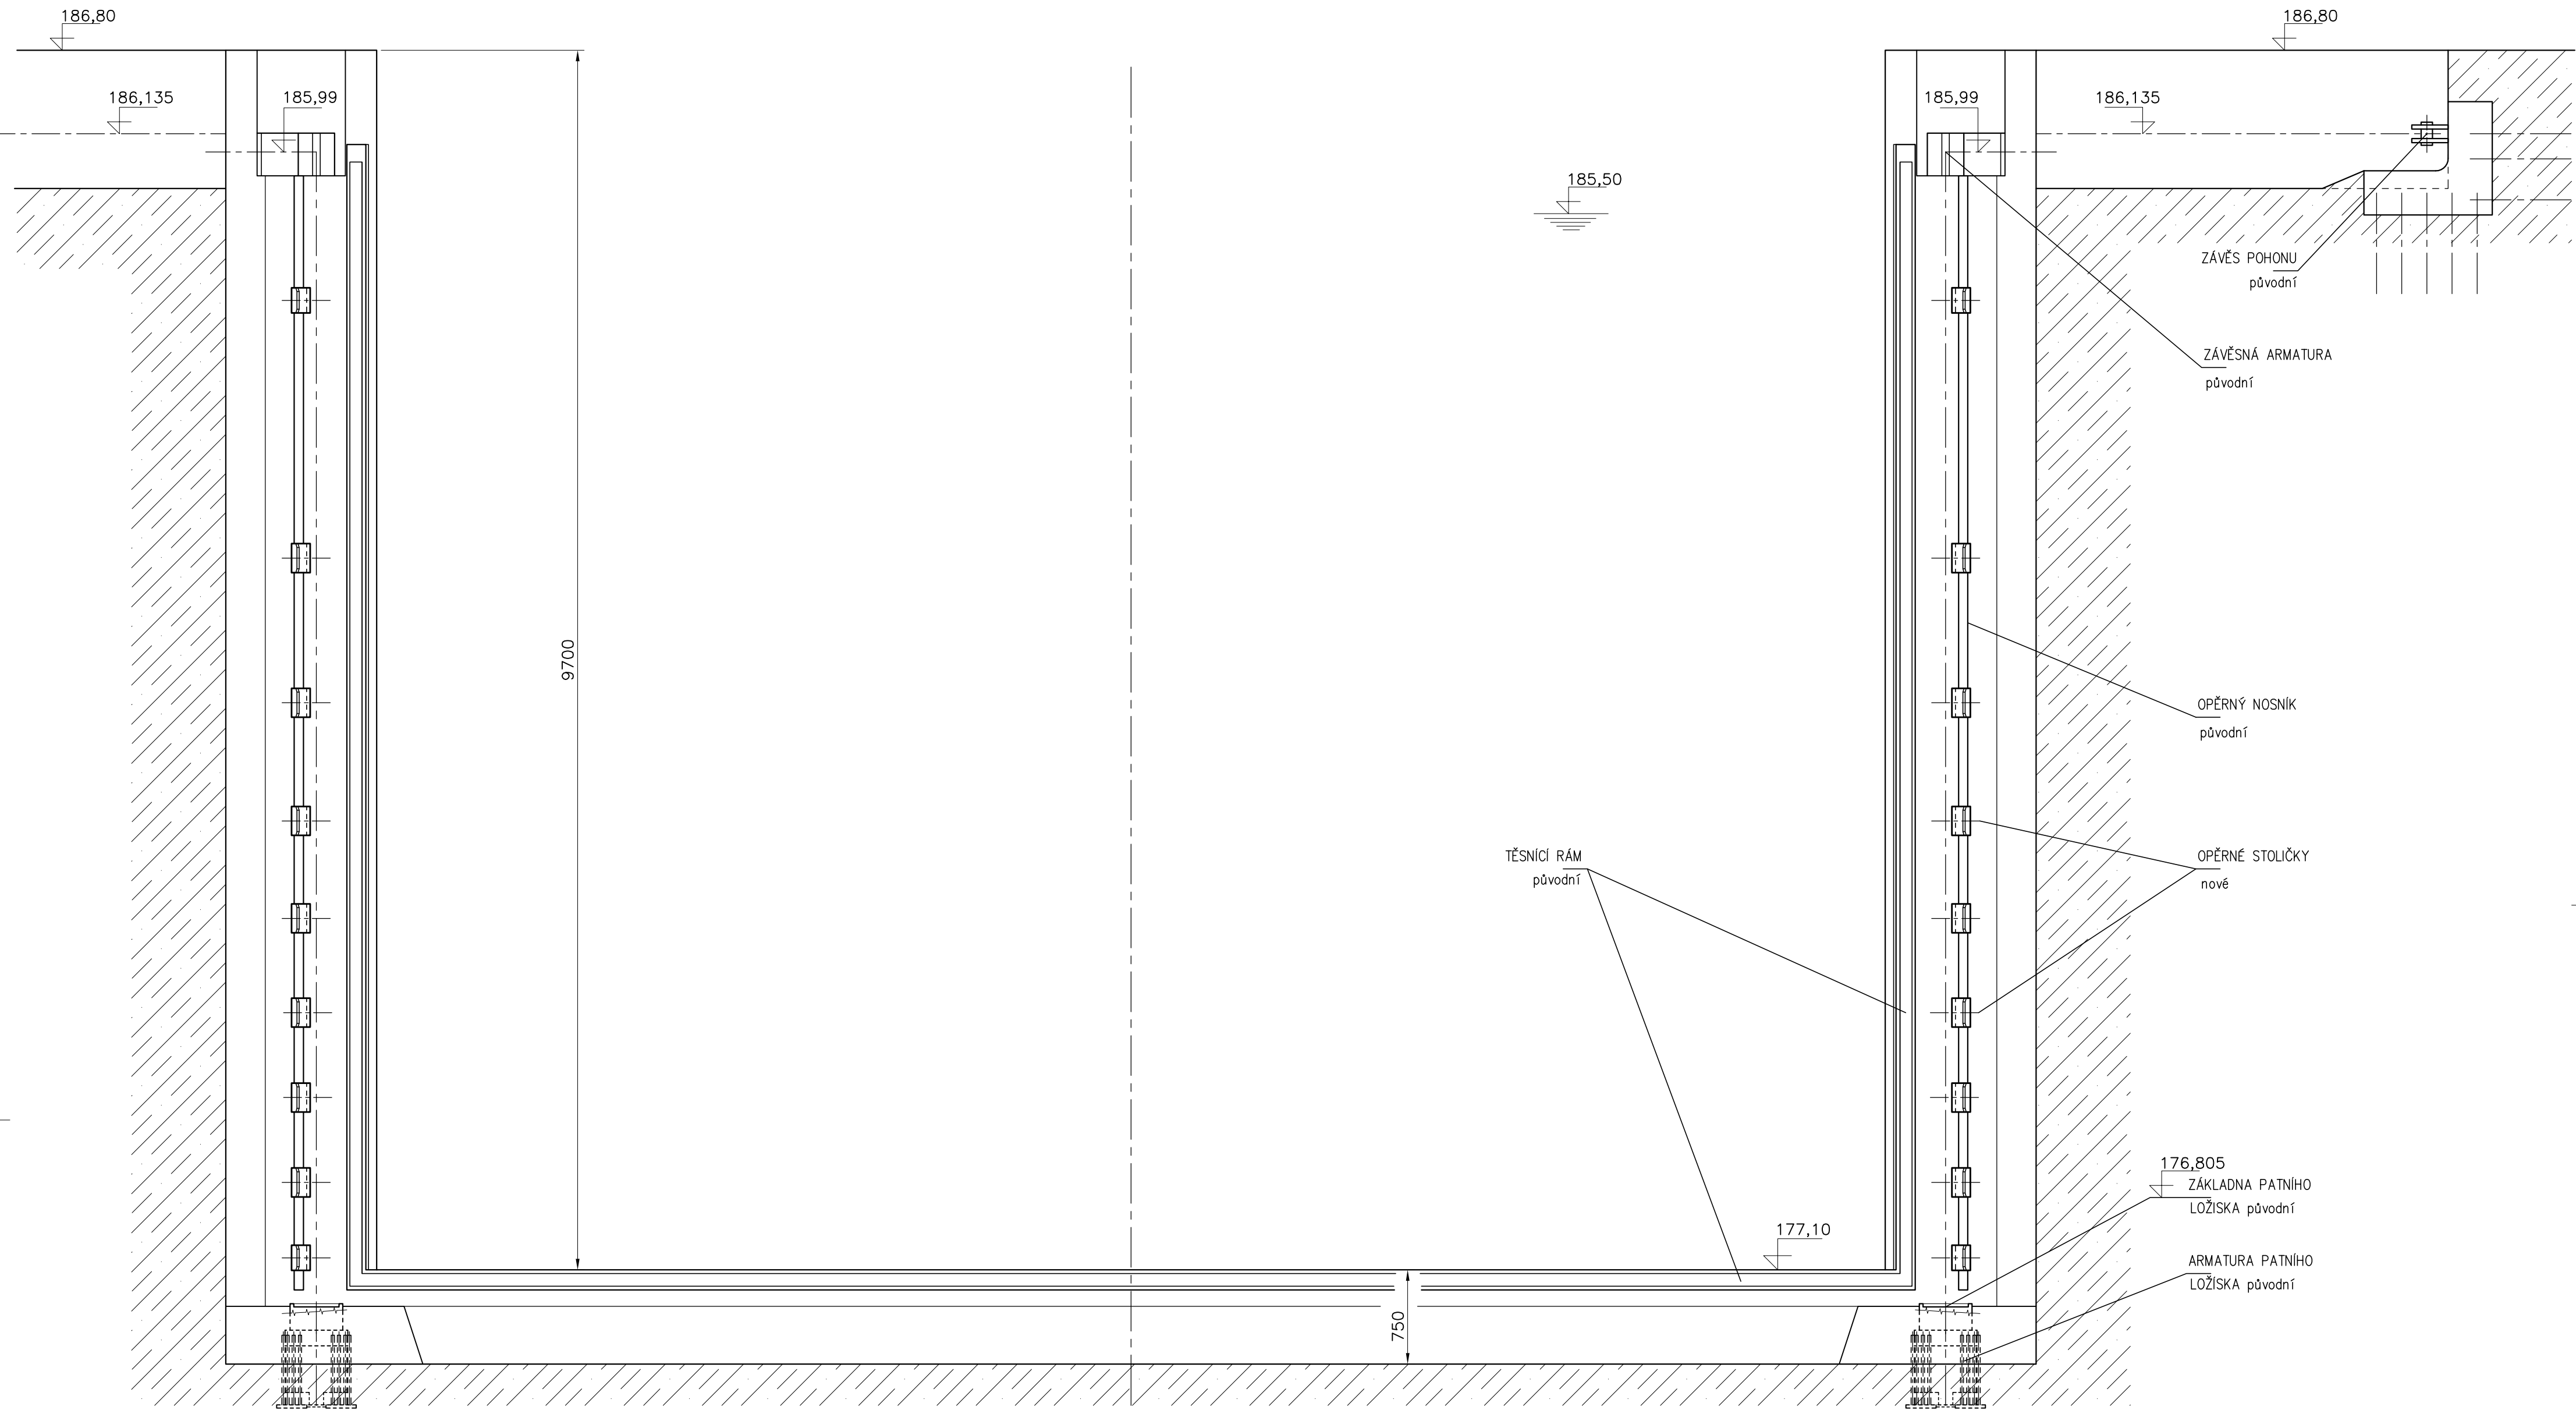 186,80
186,80
186,135
185,99
185,99
186,135
185,50
ZÁVĚS POHONU
původní
ZÁVĚSNÁ ARMATURA
původní
9700
OPĚRNÝ NOSNÍK
původní
TĚSNÍCÍ RÁM
původní
OPĚRNÉ STOLIČKY
nové
176,805
ZÁKLADNA PATNÍHO
LOŽISKA původní
177,10
ARMATURA PATNÍHO
LOŽÍSKA původní
750